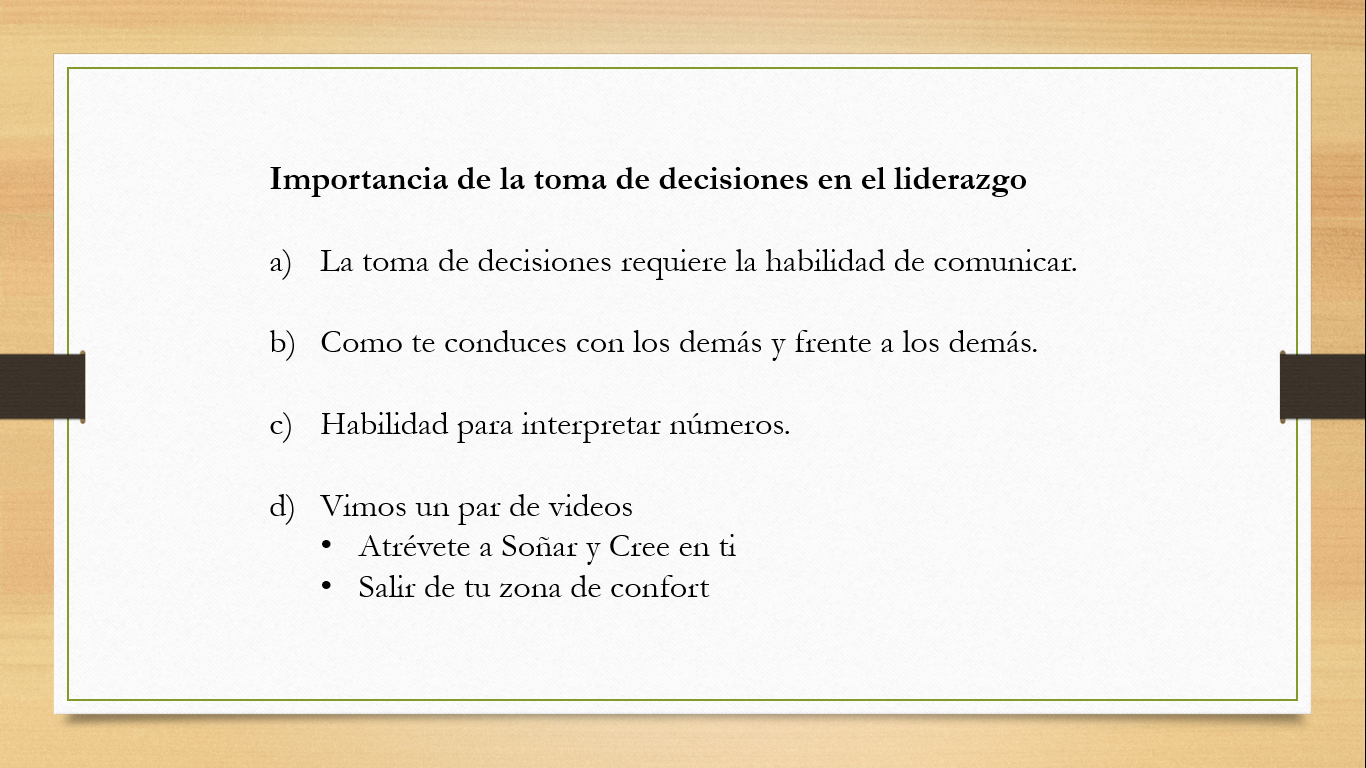 Importancia de la toma de decisiones en el liderazgo
a) La toma de decisiones requiere la habilidad de comunicar.
b) Como te conduces con los demás y frente a los demás.
c) Habilidad para interpretar números.
d) Vimos un par de videos
• Atrévete a Soñar y Cree en ti
• Salir de tu zona de confort